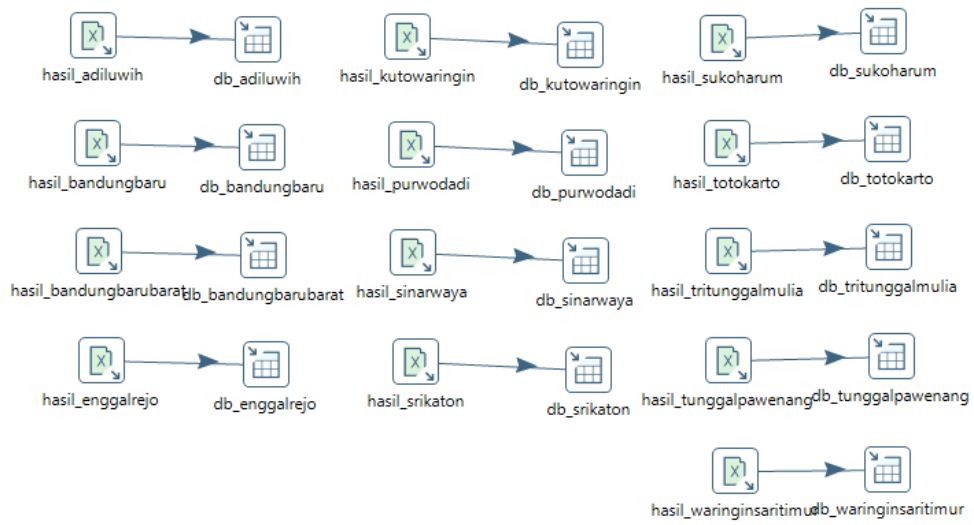 hasil_adiluwih
db_adiluwih
hasil_kutowaringin
db_kutowaringin
hasil_sukoharum
db_sukoharum
hasil_bandungbaru
db_bandungbaru
hasil_purwodadi
db_purwodadi
hasil_totokarto
db_totokarto
hasil_bandungbarubarat
db_bandungbarubarat
hasil_sinarwaya
db_sinarwaya
hasil_tritunggalmulia
db_tritunggalmulia
hasil_enggalrejo
db_enggalrejo
hasil_srikaton
db_srikaton
hasil_tunggalpawenang
db_tunggalpawenang
hasil_waringinsaritimur
db_waringinsaritimur